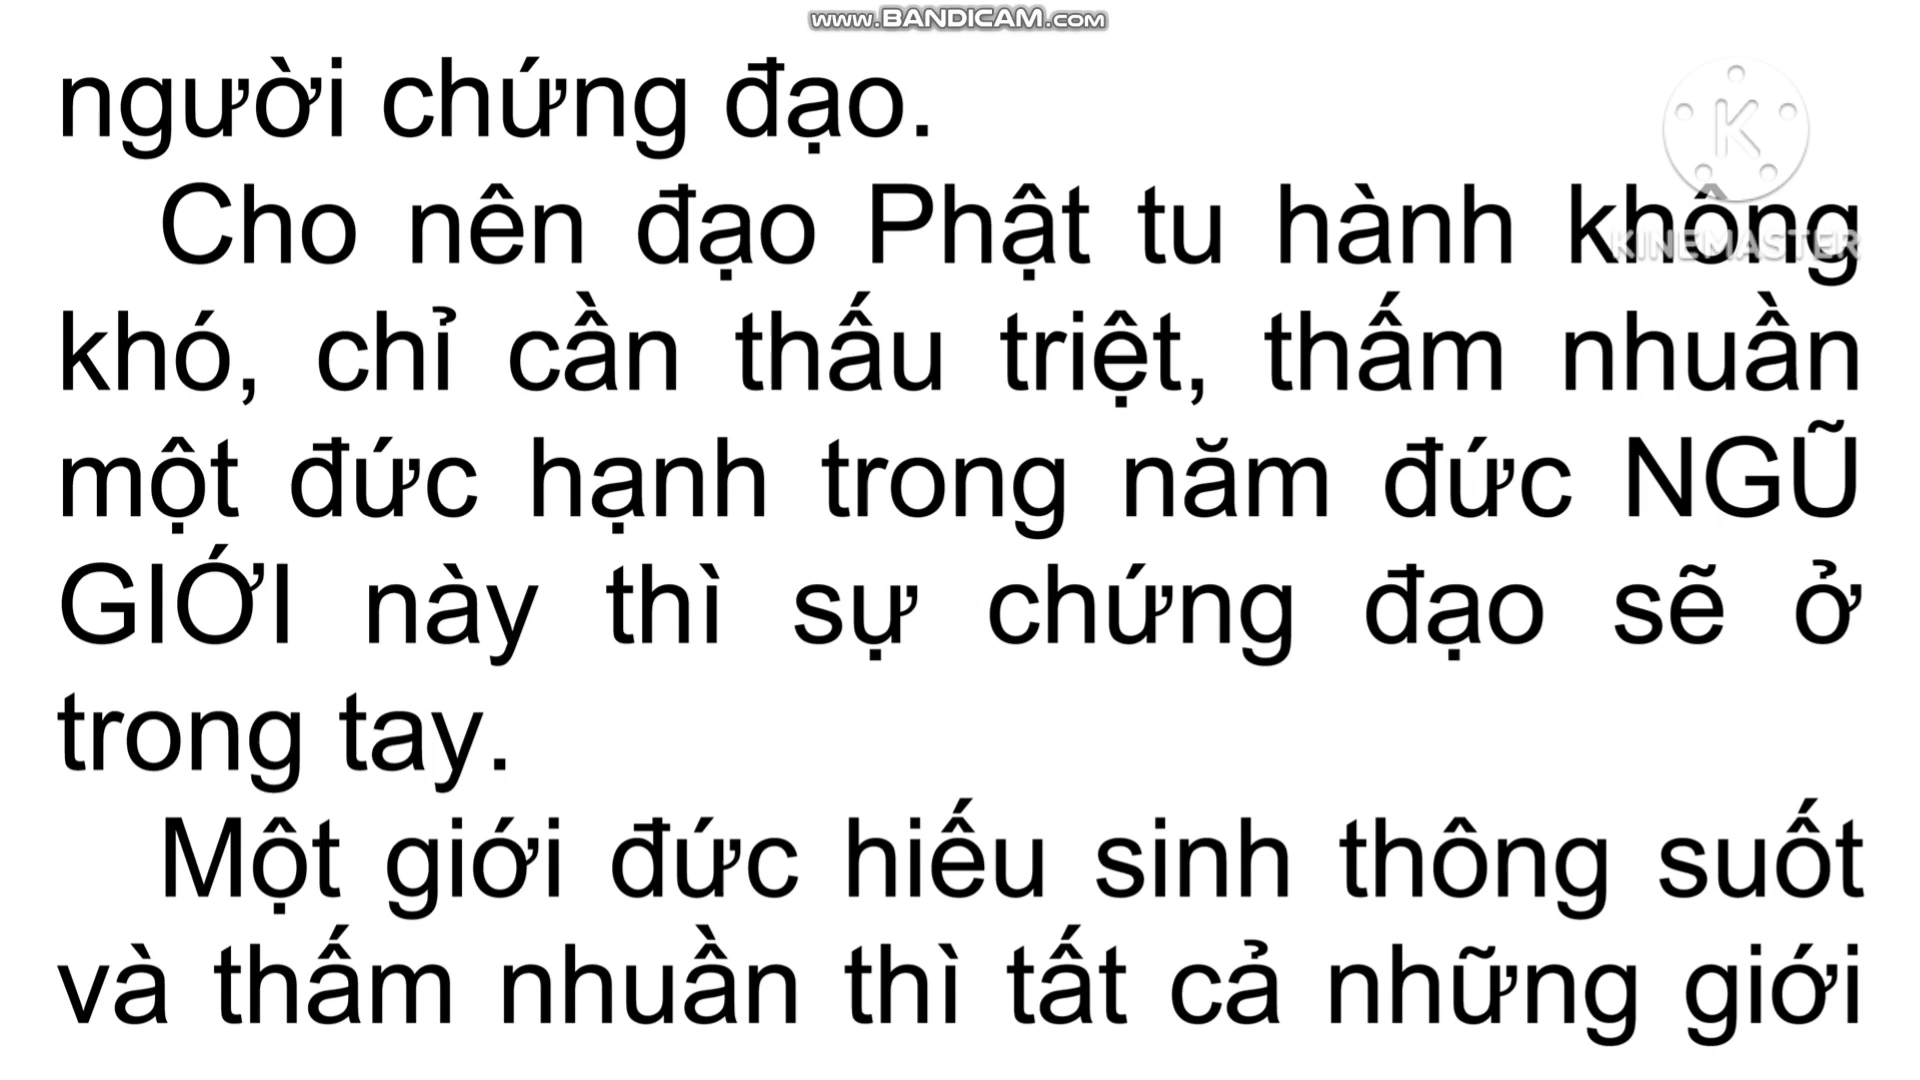 www.BANDICAM.com
người chứng đạo.
K
Cho nên đạo Phật tu hành không
KINEMASTER
khó, chỉ cần thấu triệt, thấm nhuần
một đức hạnh trong năm đức NGŨ
GIỚI này thì sự chứng đạo sẽ ở
trong tay.
Một giới đức hiếu sinh thông suốt
và thấm nhuần thì tất cả những giới